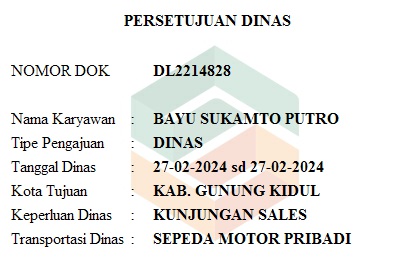 PERSETUJUAN DINAS
NOMOR DOK DL2214828
Nama Karyawan : BAYU SUKAMTO PUTRO
Tipe Pengajuan : DINAS
Tanggal Dinas : 27-02-2024 sd 27-02-2024
Kota Tujuan : KAB. GUNUNG KIDUL
Keperluan Dinas : KUNJUNGAN SALES
Transportasi Dinas : SEPEDA MOTOR PRIBADI